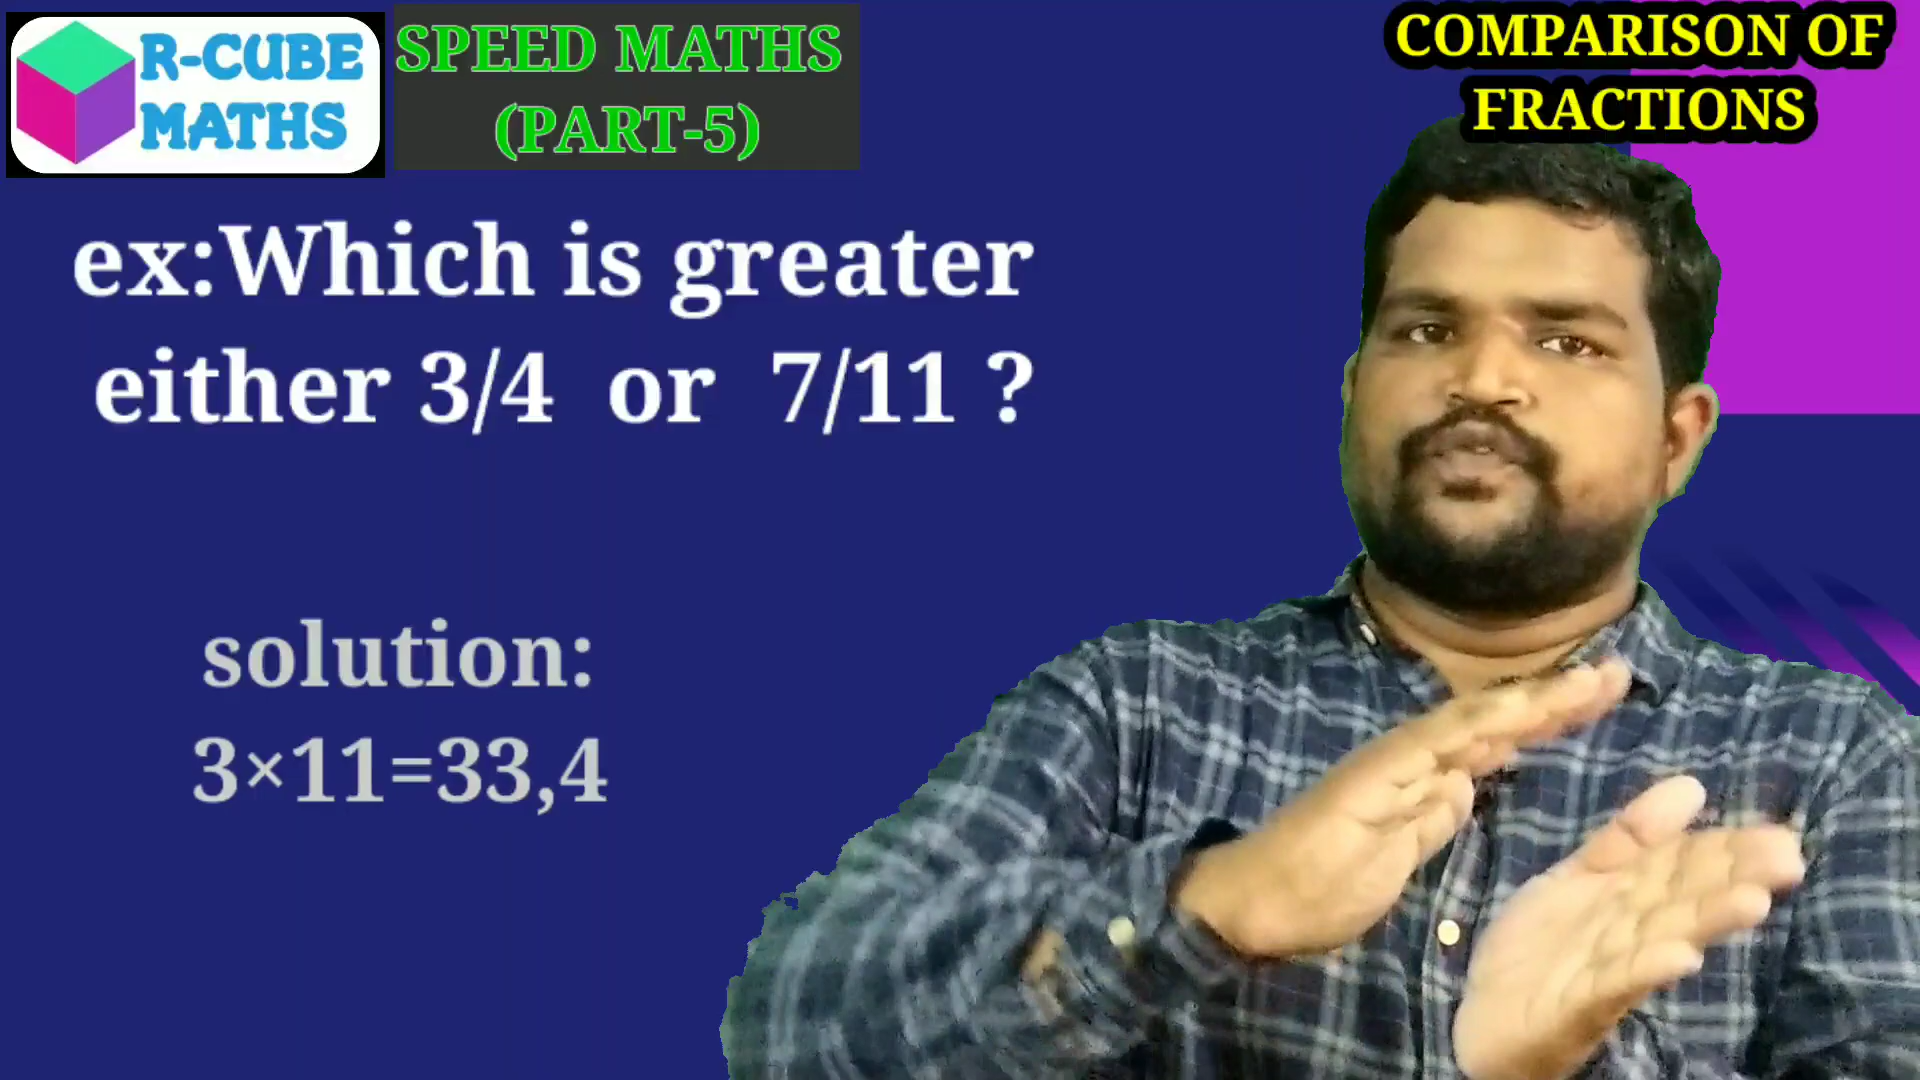 R-CUBE
MATHS
SPEED MATHS
(PART-5)
COMPARISON OF
FRACTIONS
ex:Which is greater
either 3/4 or 7/11 ?
solution:
3×11=33,4